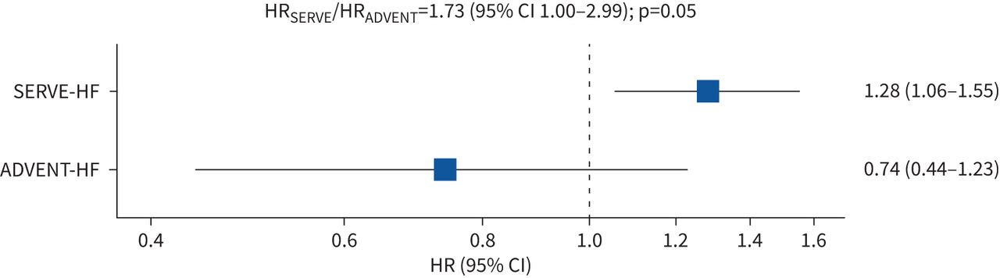 HRSERVE/HRADVENT=1.73 (95% CI 1.00–2.99); p=0.05
SERVE-HF 1.28 (1.06–1.55)
ADVENT-HF 0.74 (0.44–1.23)
0.4 0.6 0.8 1.0 1.2 1.4 1.6
HR (95% CI)